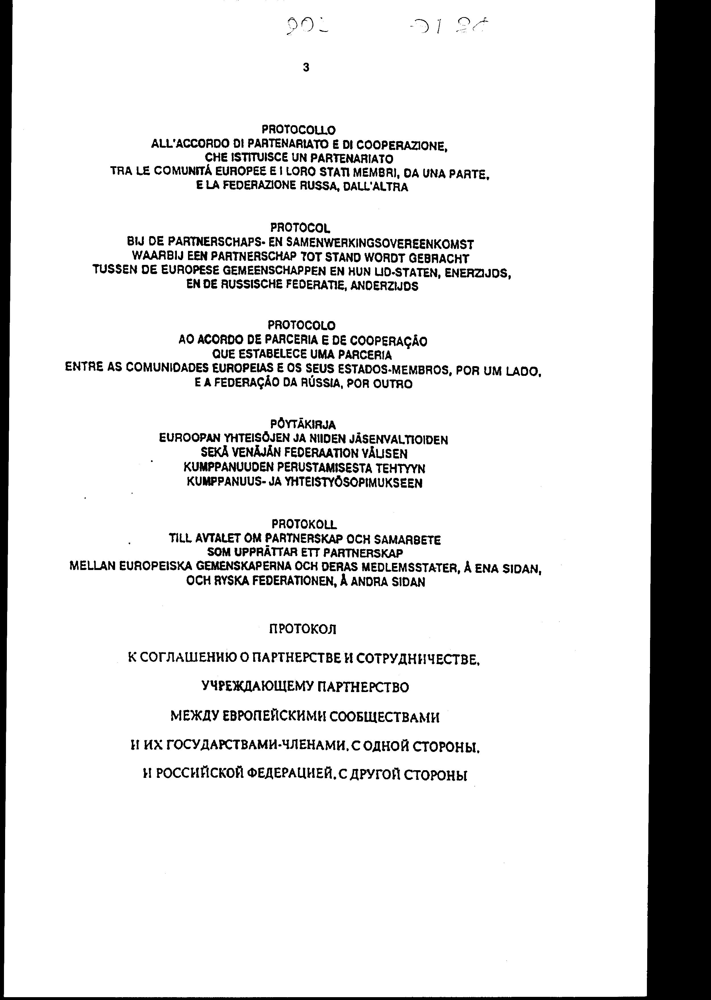 3
PROTOCOLLO
ALL'ACCORDO DI PARTENARIATO E DI COOPERAZIONE,
CHE ISTITUISCE UN PARTENARIATO
TRA LE COMUNITÀ EUROPEE E I LORO STATI MEMBRI, DA UNA PARTE,
E LA FEDERAZIONE RUSSA, DALL'ALTRA
PROTOCOL
BIJ DE PARTNERSCHAPS- EN SAMENWERKINGSOVEREENKOMST
WAARBIJ EEN PARTNERSCHAP TOT STAND WORDT GEBRACHT
TUSSEN DE EUROPESE GEMEENSCHAPPEN EN HUN LID-STATEN, ENERZIJDS,
EN DE RUSSISCHE FEDERATIE, ANDERZIJDS
PROTOCOLO
AO ACORDO DE PARCERIA E DE COOPERAÇÃO
QUE ESTABELECE UMA PARCERIA
ENTRE AS COMUNIDADES EUROPEIAS E OS SEUS ESTADOS-MEMBROS, POR UM LADO,
E A FEDERAÇÃO DA RÚSSIA, POR OUTRO
PÖYTÄKIRJA
EUROOPAN YHTEISÖJEN JA NIIDEN JÄSENVALTIOIDEN
SEKÄ VENÄJÄN FEDERAATION VÄLISEN
KUMPPANUUDEN PERUSTAMISESTA TEHTYYN
KUMPPANUUS- JA YHTEISTYÖSOPIMUKSEEN
PROTOKOLL
TILL AVTALET OM PARTNERSKAP OCH SAMARBETE
SOM UPPRÄTTAR ETT PARTNERSKAP
MELLAN EUROPEISKA GEMENSKAPERNA OCH DERAS MEDLEMSSTATER, Å ENA SIDAN,
OCH RYSKA FEDERATIONEN, Å ANDRA SIDAN
ПРОТОКОЛ
К СОГЛАШЕНИЮ О ПАРТНЕРСТВЕ И СОТРУДНИЧЕСТВЕ,
УЧРЕЖДАЮЩЕМУ ПАРТНЕРСТВО
МЕЖДУ ЕВРОПЕЙСКИМИ СООБЩЕСТВАМИ
И ИХ ГОСУДАРСТВАМИ-ЧЛЕНАМИ, С ОДНОЙ СТОРОНЫ,
И РОССИЙСКОЙ ФЕДЕРАЦИЕЙ, С ДРУГОЙ СТОРОНЫ